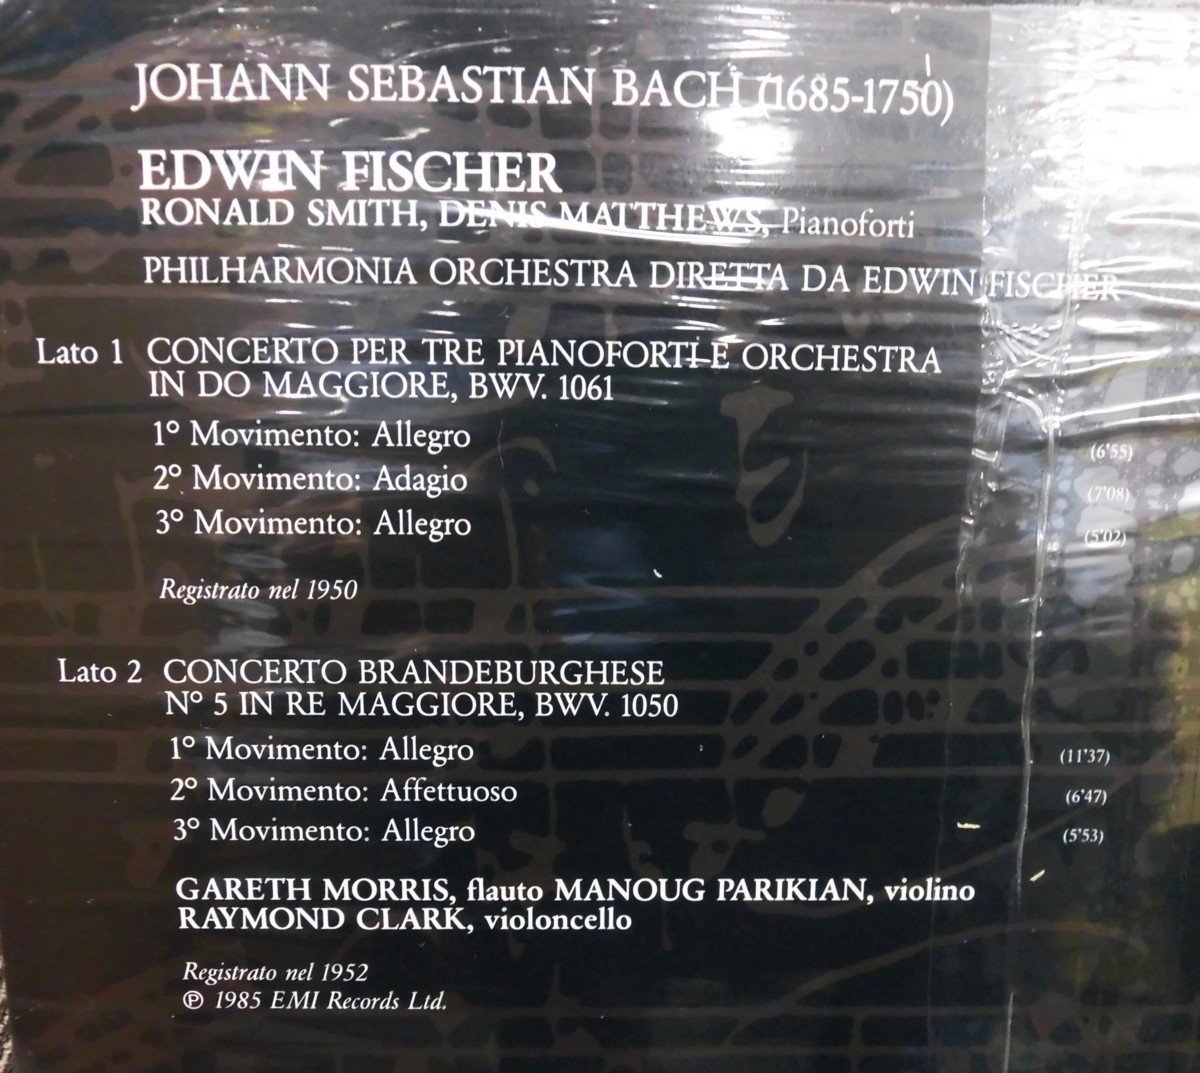 JOHANN SEBASTIAN BACH (1685-1750)
EDWIN FISCHER
RONALD SMITH, DENIS MATTHEWS, Pianoforti
PHILHARMONIA ORCHESTRA DIRETTA DA EDWIN FISCHER
Lato 1 CONCERTO PER TRE PIANOFORTI E ORCHESTRA
IN DO MAGGIORE, BWV. 1061
1° Movimento: Allegro (6'55)
2° Movimento: Adagio (7'08)
3° Movimento: Allegro (5'02)
Registrato nel 1950
Lato 2 CONCERTO BRANDEBURGHESE
N° 5 IN RE MAGGIORE, BWV. 1050
1° Movimento: Allegro (11'37)
2° Movimento: Affettuoso (6'47)
3° Movimento: Allegro (5'53)
GARETH MORRIS, flauto MANOUG PARIKIAN, violino
RAYMOND CLARK, violoncello
Registrato nel 1952
℗ 1985 EMI Records Ltd.